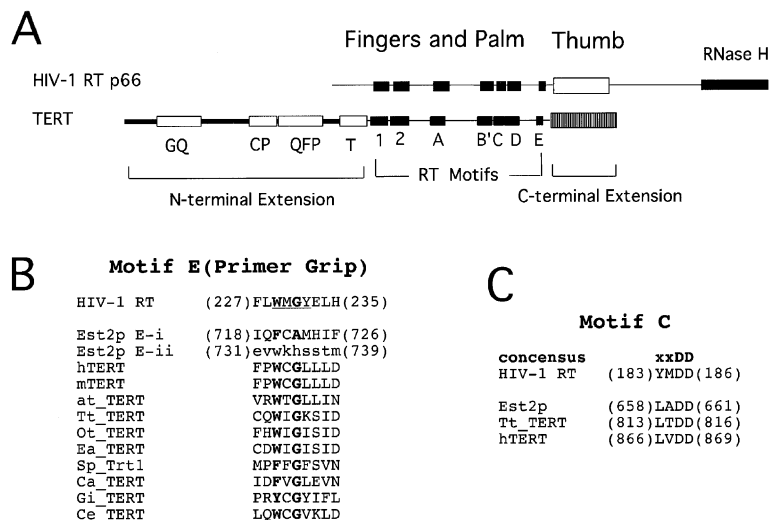 A
Fingers and Palm Thumb
RNase H
HIV-1 RT p66
TERT
GQ CP QFP T 1 2 A B'C D E
RT Motifs
N-terminal Extension
C-terminal Extension
B
Motif E(Primer Grip)
HIV-1 RT (227)FLWMGYELH(235)
Est2p E-i (718)IQFCAMHIF(726)
Est2p E-ii (731)evwkhsstm(739)
hTERT FPWCGLLLD
mTERT FPWCGLLLD
at_TERT VRWTGLLIN
Tt_TERT CQWIGKSID
Ot_TERT FHWIGISID
Ea_TERT CDWIGISID
Sp_Trt1 MPFFGFSVN
Ca_TERT IDFVGLEVN
Gi_TERT PRYCGYIFL
Ce_TERT LQWCGVKLD
C
Motif C
concensus xxDD
HIV-1 RT (183)YMDD(186)
Est2p (658)LADD(661)
Tt_TERT (813)LTDD(816)
hTERT (866)LVDD(869)